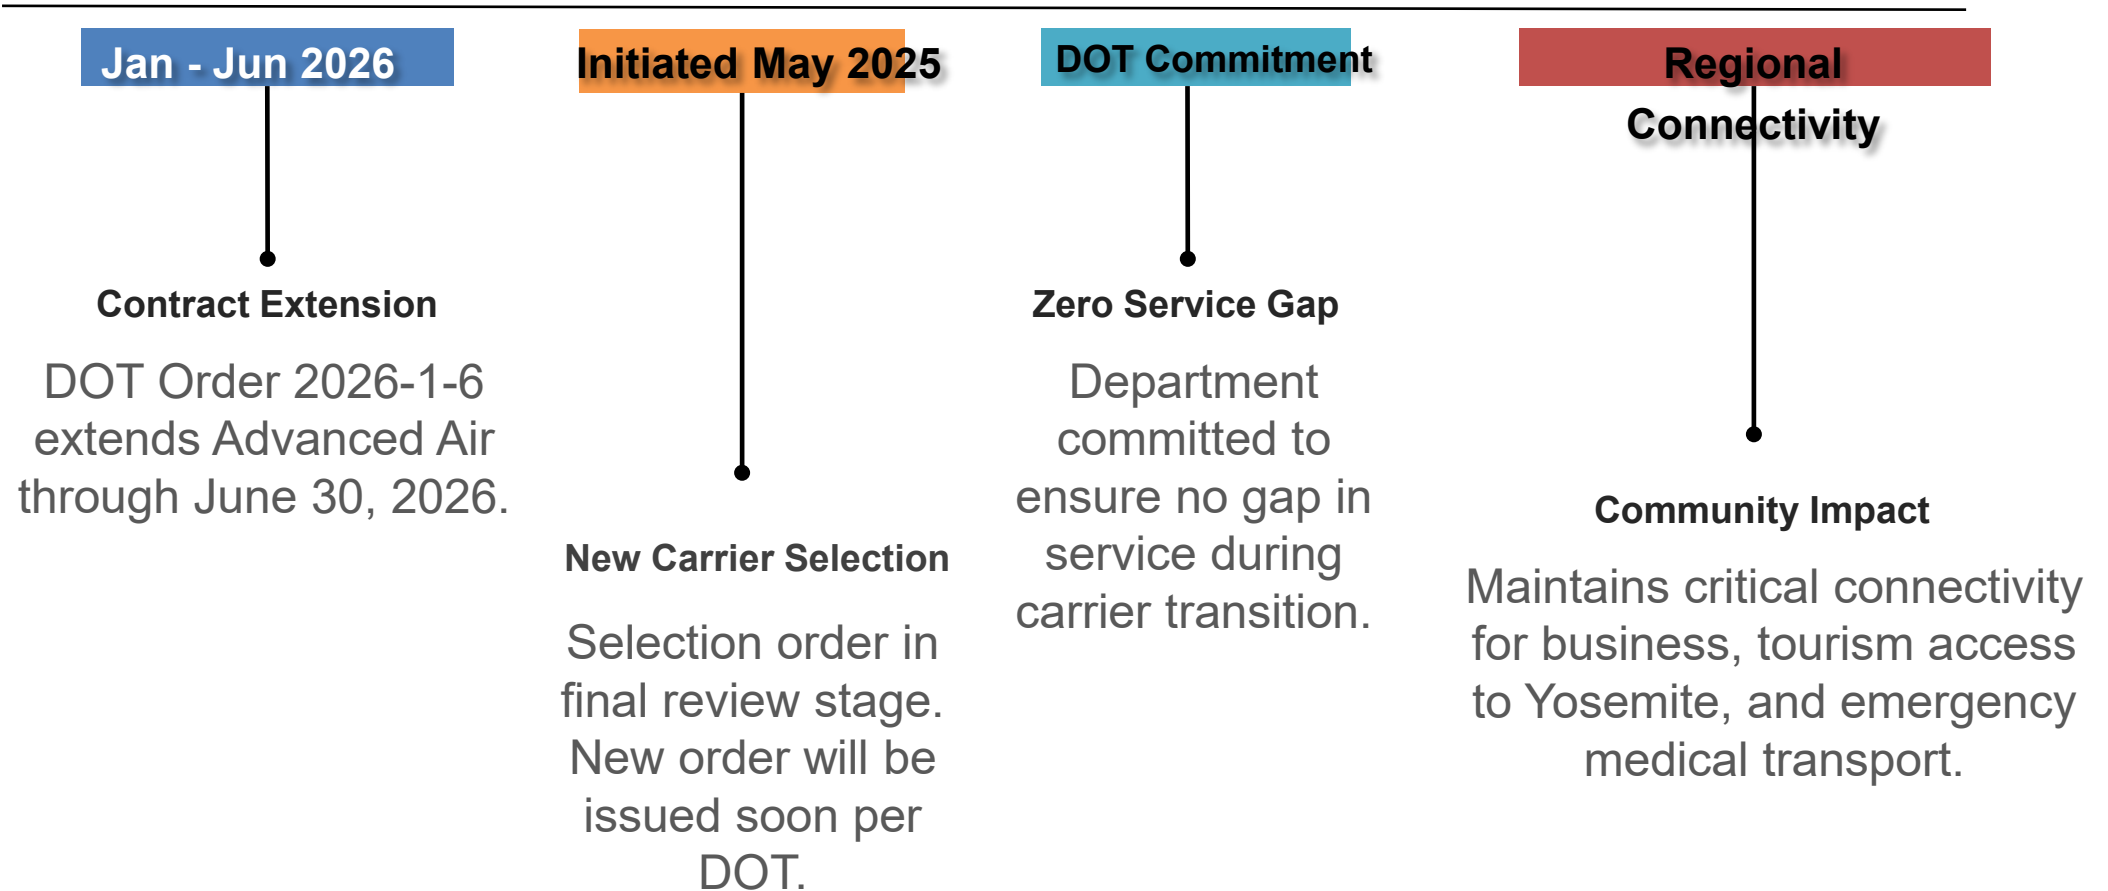 Jan - Jun 2026
Contract Extension
DOT Order 2026-1-6
extends Advanced Air
through June 30, 2026.
Initiated May 2025
New Carrier Selection
Selection order in
final review stage.
New order will be
issued soon per
DOT.
DOT Commitment
Zero Service Gap
Department
committed to
ensure no gap in
service during
carrier transition.
Regional
Connectivity
Community Impact
Maintains critical connectivity
for business, tourism access
to Yosemite, and emergency
medical transport.